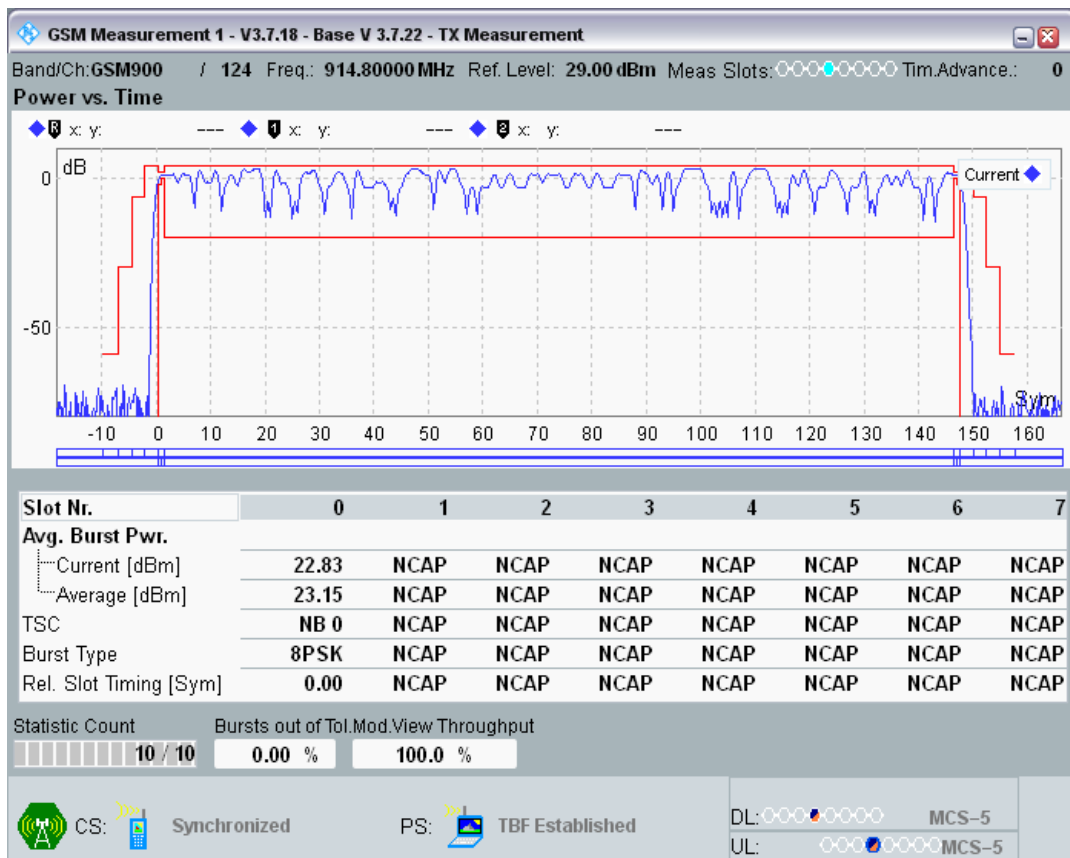 GSM Measurement 1 - V3.7.18 - Base V 3.7.22 - TX Measurement
Band/Ch:GSM900 / 124 Freq.: 914.80000 MHz Ref. Level: 29.00 dBm Meas Slots: Tim.Advance.: 0
Power vs. Time
R x: y: --- 1 x: y: --- 2 x: y: ---
dB
Current
0
-50
Sym
-10 0 10 20 30 40 50 60 70 80 90 100 110 120 130 140 150 160
Slot Nr. 0 1 2 3 4 5 6 7
Avg. Burst Pwr.
Current [dBm] 22.83 NCAP NCAP NCAP NCAP NCAP NCAP NCAP
Average [dBm] 23.15 NCAP NCAP NCAP NCAP NCAP NCAP NCAP
TSC NB 0 NCAP NCAP NCAP NCAP NCAP NCAP NCAP
Burst Type 8PSK NCAP NCAP NCAP NCAP NCAP NCAP NCAP
Rel. Slot Timing [Sym] 0.00 NCAP NCAP NCAP NCAP NCAP NCAP NCAP
Statistic Count Bursts out of Tol.Mod.View Throughput
10 / 10 0.00 % 100.0 %
DL: MCS-5
CS: Synchronized PS: TBF Established
UL: MCS-5